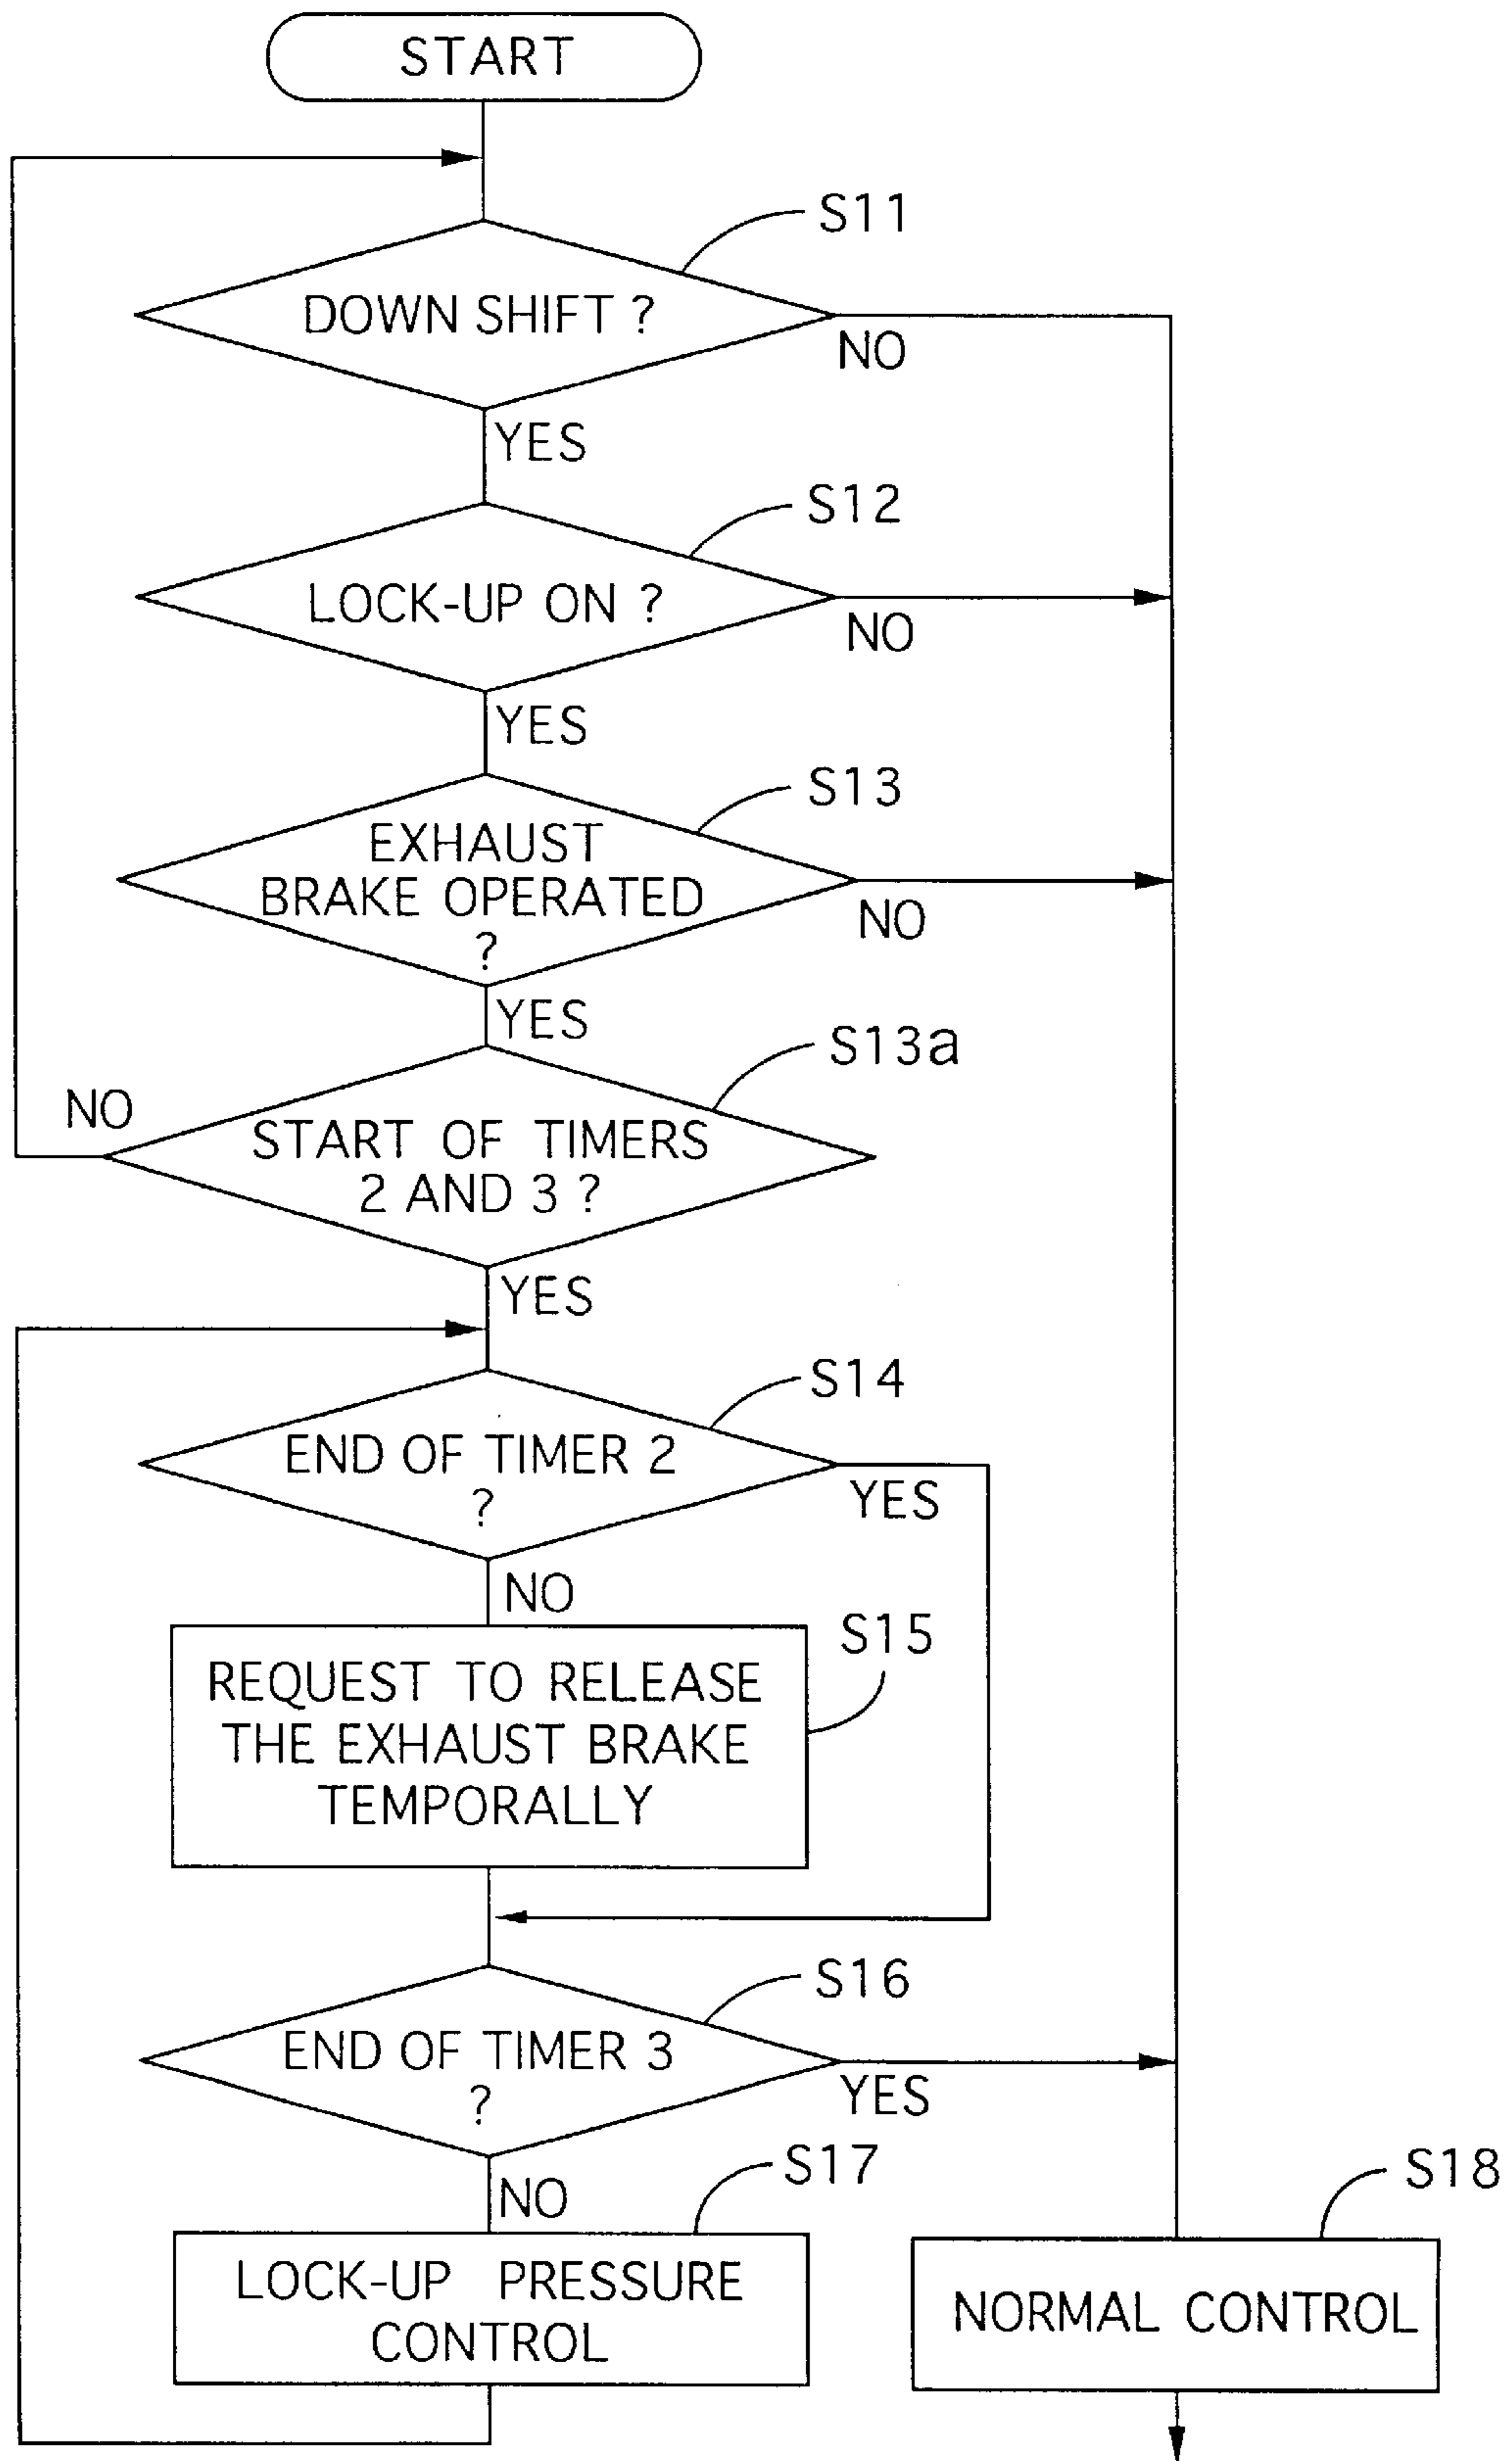 START
S11
DOWN SHIFT ?
NO
YES
S12
LOCK-UP ON ?
NO
YES
S13
EXHAUST
BRAKE OPERATED
?
NO
YES
S13a
NO
START OF TIMERS
2 AND 3 ?
YES
S14
END OF TIMER 2
?
YES
NO
S15
REQUEST TO RELEASE
THE EXHAUST BRAKE
TEMPORALLY
S16
END OF TIMER 3
?
YES
NO
S17
LOCK-UP PRESSURE
CONTROL
S18
NORMAL CONTROL